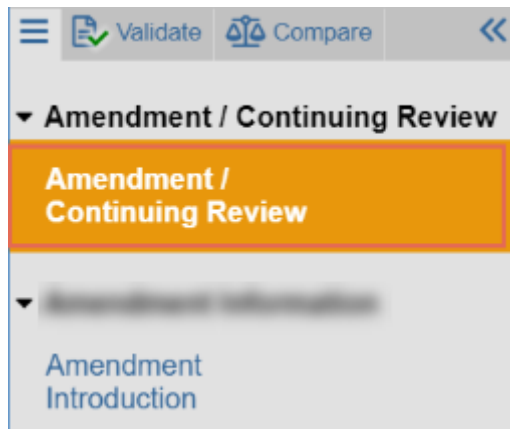 Validate Compare
Amendment / Continuing Review
Amendment /
Continuing Review
Amendment
Introduction